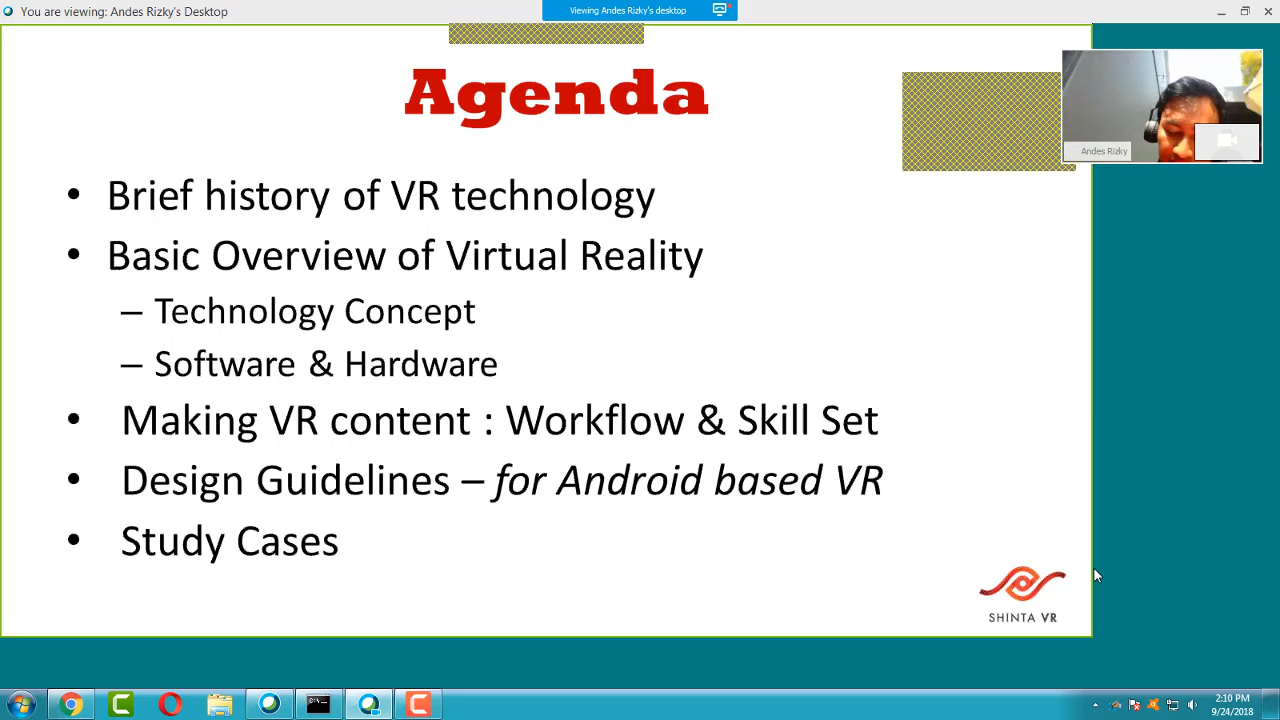 You are viewing: Andes Rizky's Desktop
Viewing Andes Rizky's desktop
Agenda
Andes Rizky
• Brief history of VR technology
• Basic Overview of Virtual Reality
– Technology Concept
– Software & Hardware
• Making VR content : Workflow & Skill Set
• Design Guidelines – for Android based VR
• Study Cases
SHINTA VR
C:\.
2:10 PM
9/24/2018